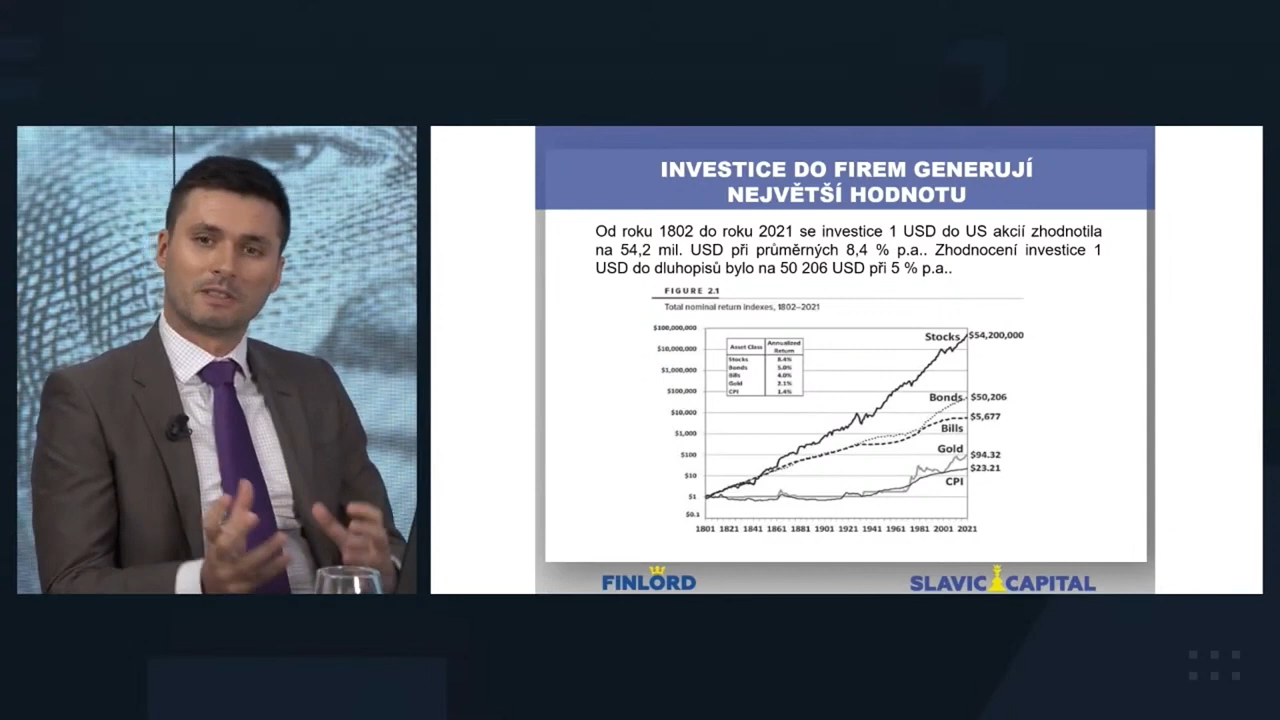 INVESTICE DO FIREM GENERUJÍ
NEJVĚTŠÍ HODNOTU
Od roku 1802 do roku 2021 se investice 1 USD do US akcií zhodnotila
na 54,2 mil. USD při průměrných 8,4 % p.a.. Zhodnocení investice 1
USD do dluhopisů bylo na 50 206 USD při 5 % p.a..
FIGURE 2.1
Total nominal return indexes, 1802–2021
$100,000,000
$10,000,000
$1,000,000
$100,000
$10,000
$1,000
$100
$10
$1
$0.1
Asset Class Annualized Return
Stocks 8.4%
Bonds 5.0%
Bills 4.0%
Gold 2.1%
CPI 1.4%
Stocks $54,200,000
Bonds $50,206
$5,677
Bills
Gold $94.32
$23.21
CPI
1801 1821 1841 1861 1881 1901 1921 1941 1961 1981 2001 2021
FINLORD
SLAVIC CAPITAL